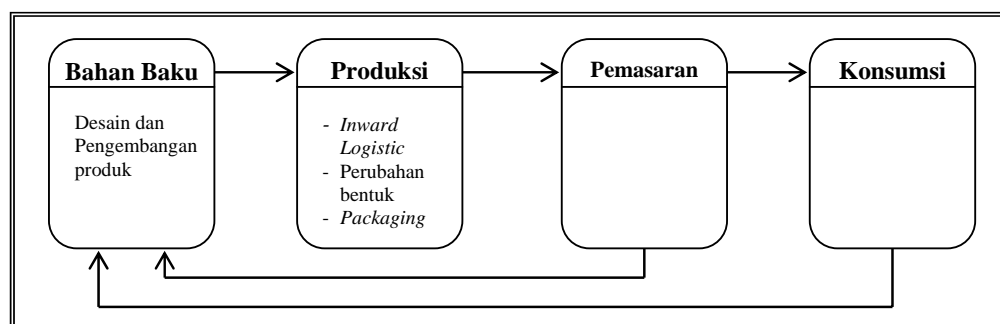 Bahan Baku
Desain dan
Pengembangan
produk
Produksi
- Inward
Logistic
- Perubahan
bentuk
- Packaging
Pemasaran
Konsumsi